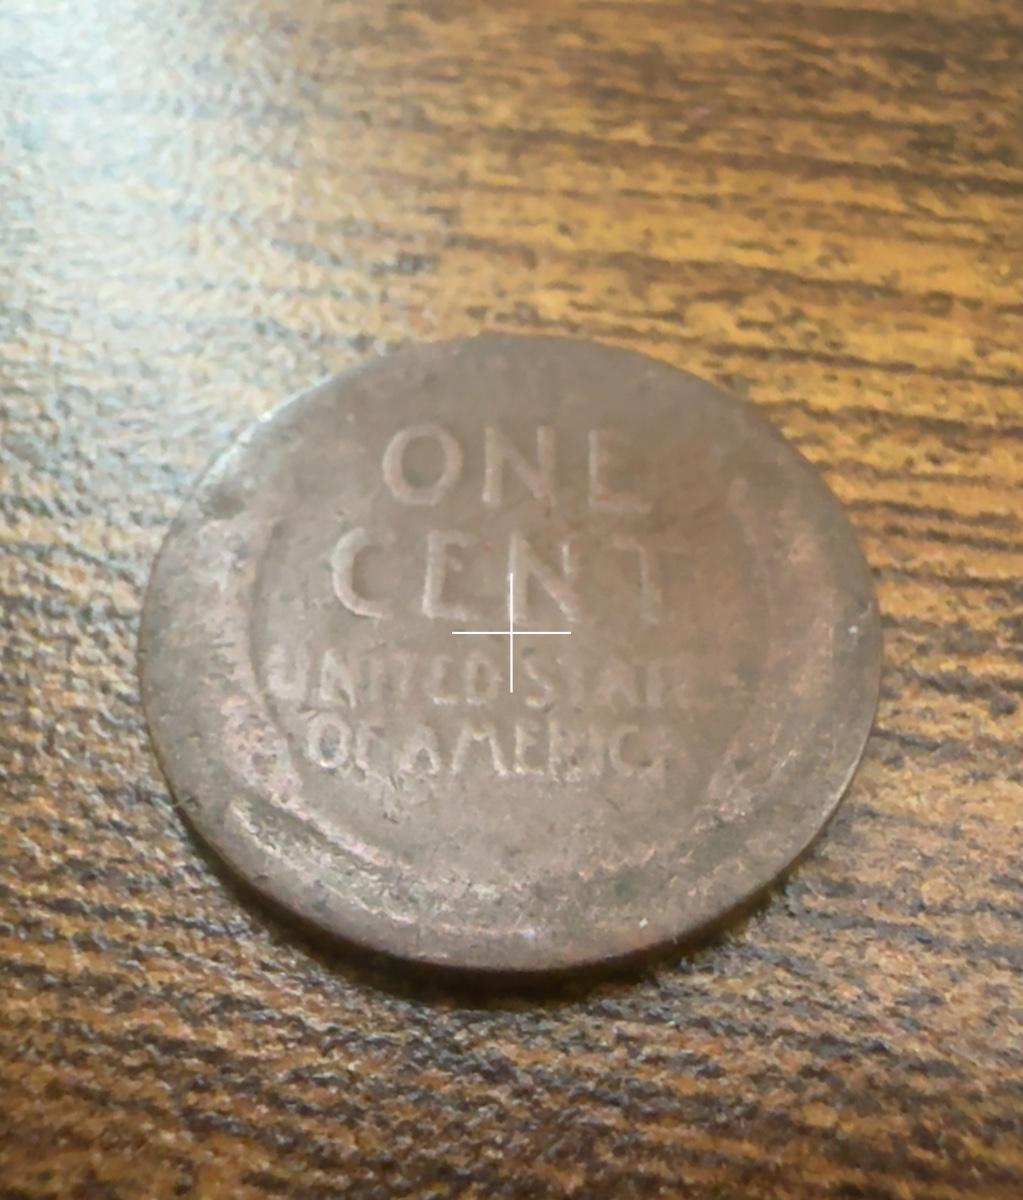 ONE
CENT
UNITED STATES
OF AMERICA